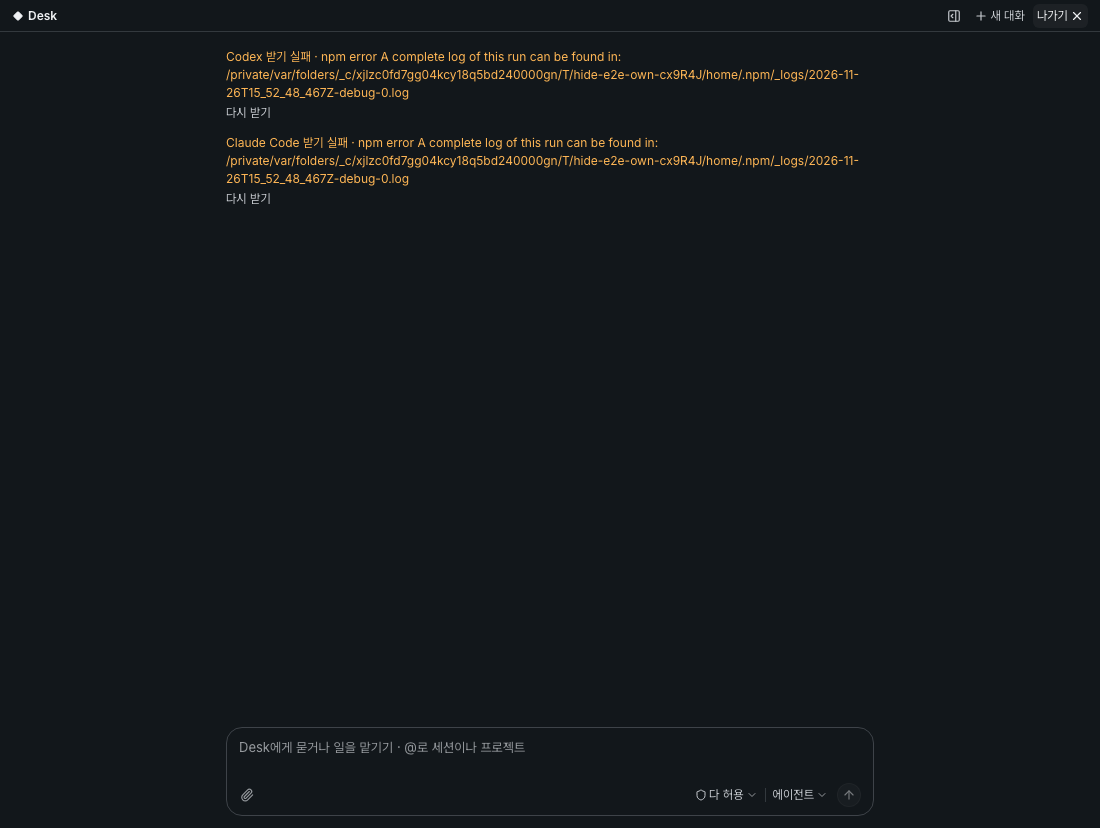 Desk
새 대화
나가기
Codex 받기 실패 · npm error A complete log of this run can be found in:
/private/var/folders/_c/xjlzc0fd7gg04kcy18q5bd240000gn/T/hide-e2e-own-cx9R4J/home/.npm/_logs/2026-11-
26T15_52_48_467Z-debug-0.log
다시 받기
Claude Code 받기 실패 · npm error A complete log of this run can be found in:
/private/var/folders/_c/xjlzc0fd7gg04kcy18q5bd240000gn/T/hide-e2e-own-cx9R4J/home/.npm/_logs/2026-11-
26T15_52_48_467Z-debug-0.log
다시 받기
Desk에게 묻거나 일을 맡기기 · @로 세션이나 프로젝트
다 허용
에이전트